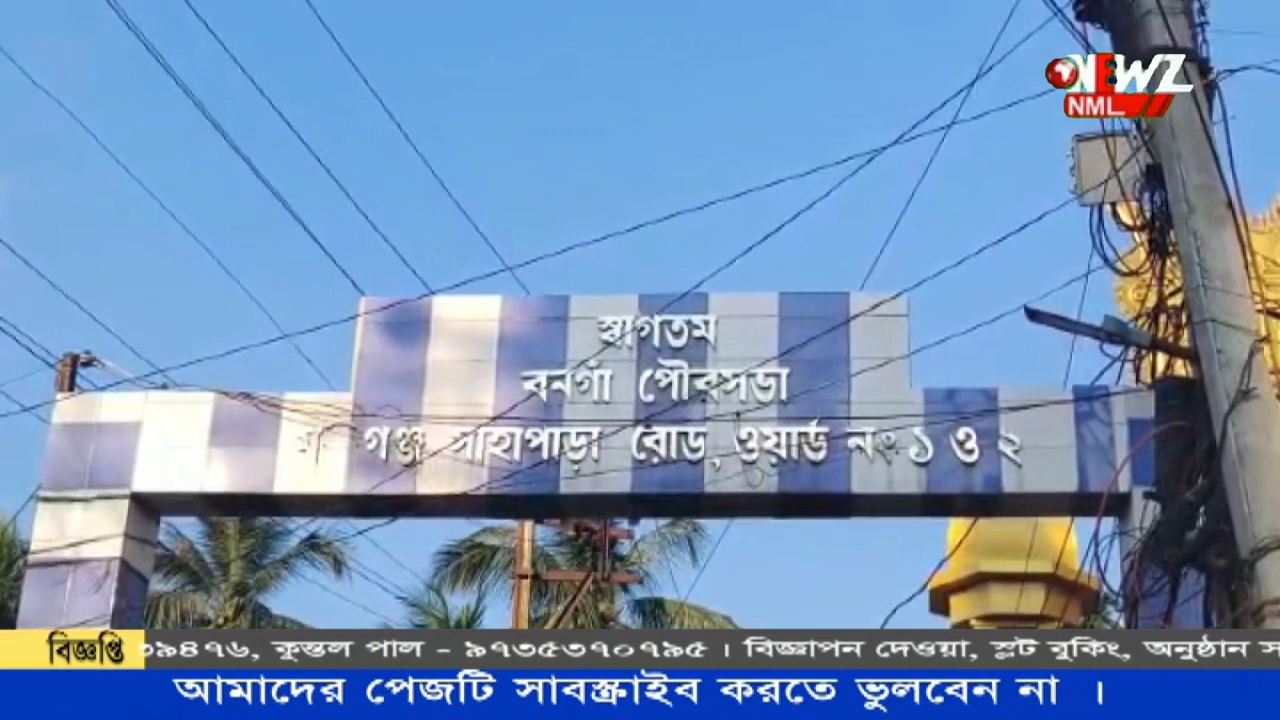 NEWZ
NML
স্বাগতম
বনগাঁ পৌরসভা
গঞ্জ সাহাপাড়া রোড, ওয়ার্ড নং ১ ও ২
বিজ্ঞপ্তি
৩৯৪৭৬, কুন্তল পাল - ৯৭৩৫৩৭০৭৯৫ । বিজ্ঞাপন দেওয়া, স্লট বুকিং, অনুষ্ঠান স
আমাদের পেজটি সাবস্ক্রাইব করতে ভুলবেন না ।